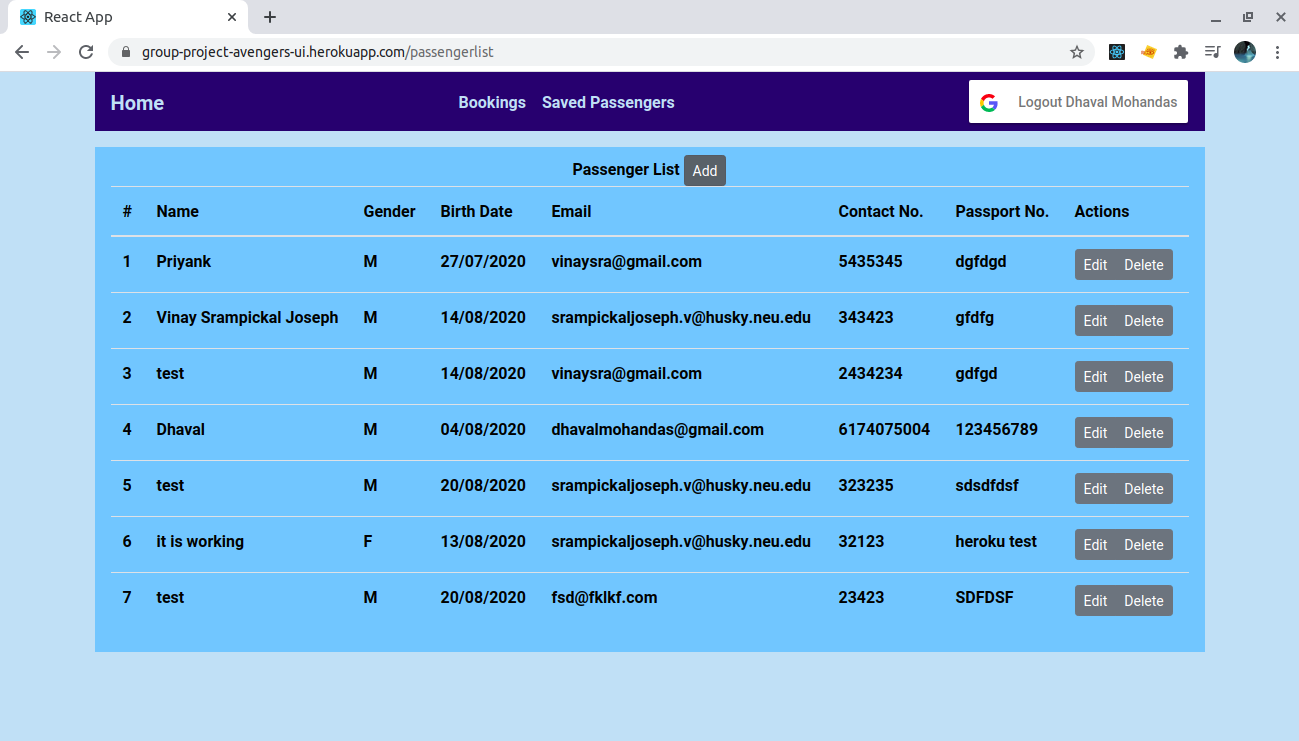 React App
group-project-avengers-ui.herokuapp.com/passengerlist
Home Bookings Saved Passengers Logout Dhaval Mohandas
Passenger List Add
# Name Gender Birth Date Email Contact No. Passport No. Actions
1 Priyank M 27/07/2020 vinaysra@gmail.com 5435345 dgfdgd Edit Delete
2 Vinay Srampickal Joseph M 14/08/2020 srampickaljoseph.v@husky.neu.edu 343423 gfdfg Edit Delete
3 test M 14/08/2020 vinaysra@gmail.com 2434234 gdfgd Edit Delete
4 Dhaval M 04/08/2020 dhavalmohandas@gmail.com 6174075004 123456789 Edit Delete
5 test M 20/08/2020 srampickaljoseph.v@husky.neu.edu 323235 sdsdfdsf Edit Delete
6 it is working F 13/08/2020 srampickaljoseph.v@husky.neu.edu 32123 heroku test Edit Delete
7 test M 20/08/2020 fsd@fklkf.com 23423 SDFDSF Edit Delete